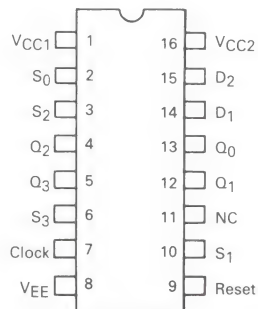 VCC1 1 16 VCC2
S0 2 15 D2
S2 3 14 D1
Q2 4 13 Q0
Q3 5 12 Q1
S3 6 11 NC
Clock 7 10 S1
VEE 8 9 Reset